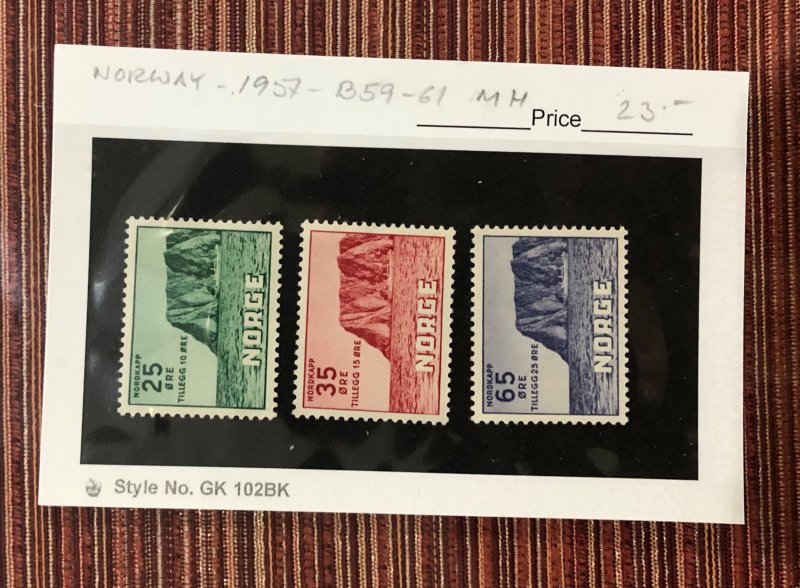 NORWAY - 1957 - B59-61 MH
Price 23.-
NORDKAPP
25
ØRE
TILLEGG 10 ØRE
NORGE
NORDKAPP
35
ØRE
TILLEGG 15 ØRE
NORGE
NORDKAPP
65
ØRE
TILLEGG 25 ØRE
NORGE
Style No. GK 102BK